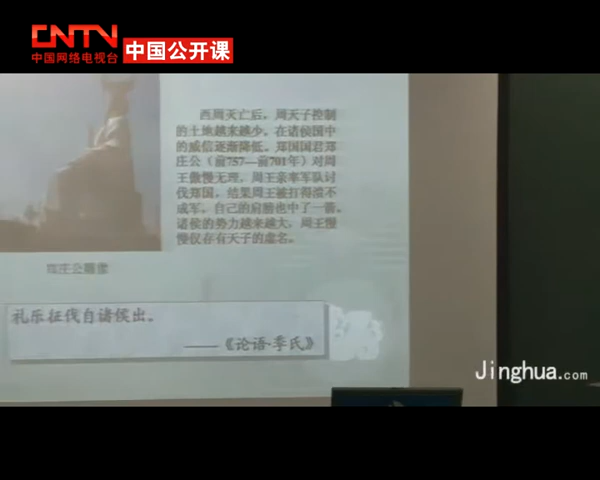 CNTV
中国网络电视台
中国公开课
西周灭亡后，周天子控制
的土地越来越少，在诸侯国中
的威信逐渐降低。郑国国君郑
庄公（前757—前701年）对周
王傲慢无理，周王亲率军队讨
伐郑国，结果周王被打得溃不
成军，自己的肩膀也中了一箭。
诸侯的势力越来越大，周王慢
慢仅存有天子的虚名。
郑庄公雕像
礼乐征伐自诸侯出。
——《论语·季氏》
Jinghua.com